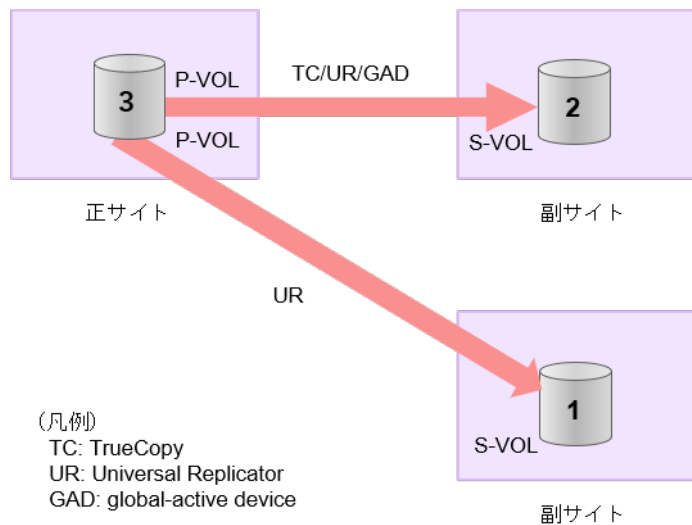 P-VOL
TC/UR/GAD
3
2
P-VOL
S-VOL
正サイト
副サイト
UR
1
(凡例)
S-VOL
TC: TrueCopy
UR: Universal Replicator
GAD: global-active device
副サイト